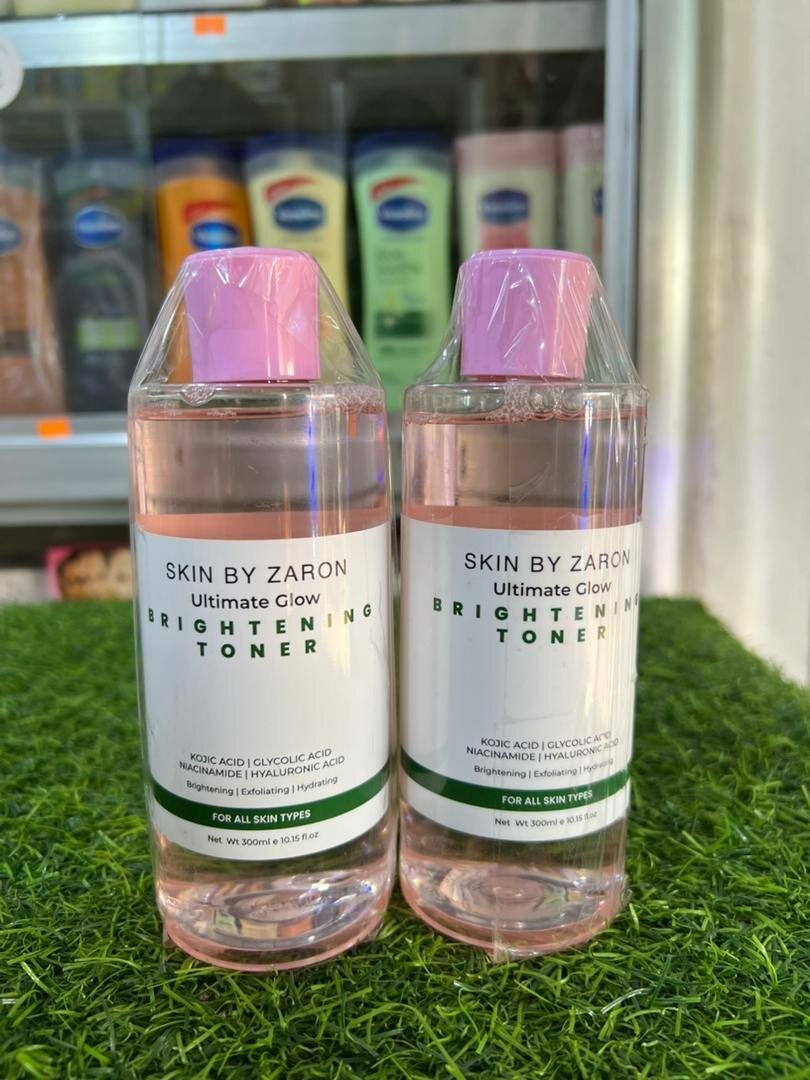 SKIN BY ZARON
Ultimate Glow
BRIGHTENING
TONER
KOJIC ACID | GLYCOLIC ACID
NIACINAMIDE | HYALURONIC ACID
Brightening | Exfoliating | Hydrating
FOR ALL SKIN TYPES
Net Wt 300ml e 10.15 fl.oz
SKIN BY ZARON
Ultimate Glow
BRIGHTENING
TONER
KOJIC ACID | GLYCOLIC ACID
NIACINAMIDE | HYALURONIC ACID
Brightening | Exfoliating | Hydrating
FOR ALL SKIN TYPES
Net Wt 300ml e 10.15 fl.oz